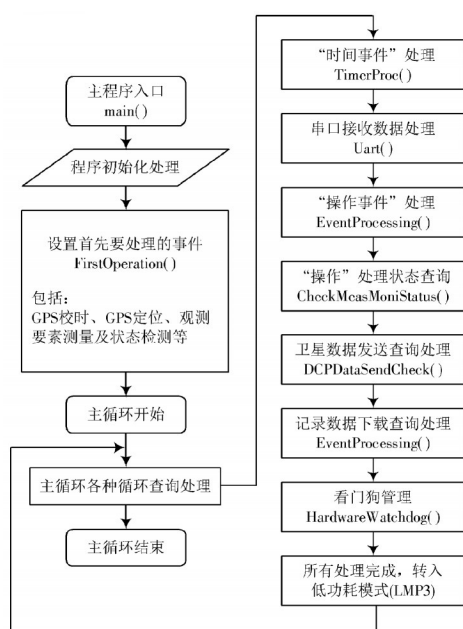 主程序入口
main( )
程序初始化处理
设置首先要处理的事件
FirstOperation( )
包括：
GPS校时、GPS定位、观测
要素测量及状态检测等
主循环开始
主循环各种循环查询处理
主循环结束
“时间事件”处理
TimerProc( )
串口接收数据处理
Uart( )
“操作事件”处理
EventProcessing( )
“操作”处理状态查询
CheckMeasMoniStatus( )
卫星数据发送查询处理
DCPDataSendCheck( )
记录数据下载查询处理
EventProcessing( )
看门狗管理
HardwareWatchdog( )
所有处理完成，转入
低功耗模式(LMP3)